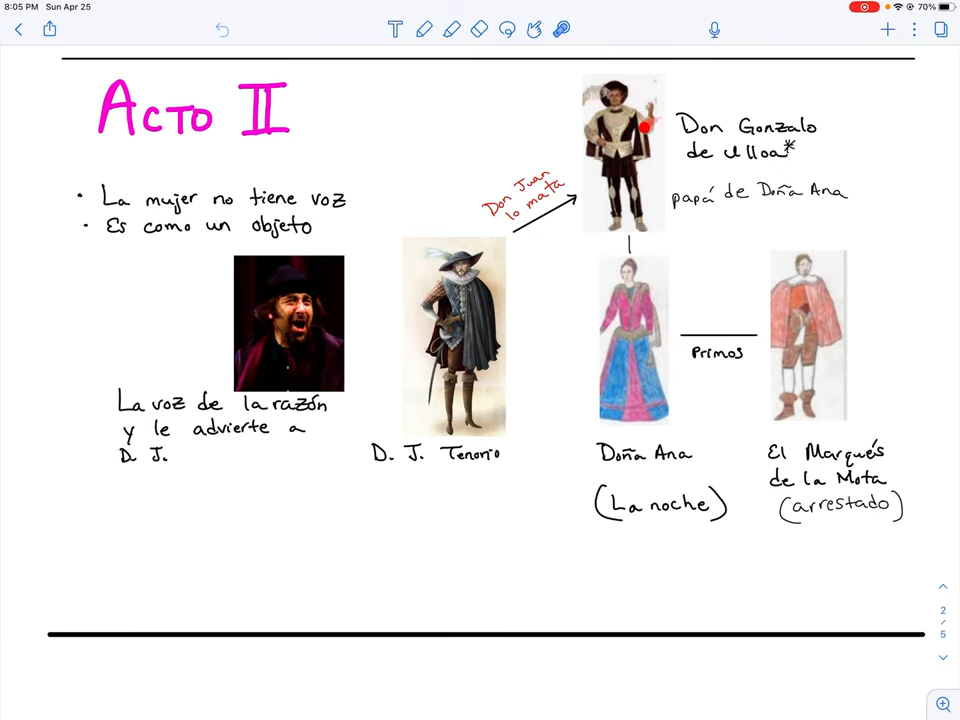 8:05 PM Sun Apr 25
70%
ACTO II
• La mujer no tiene voz
• Es como un objeto
Don Juan
lo mata
Don Gonzalo
de Ulloa*
papá de Doña Ana
Primos
La voz de la razón
y le advierte a
D. J.
D. J. Tenorio
Doña Ana
(La noche)
El Marqués
de la Mota
(arrestado)
2
/
5